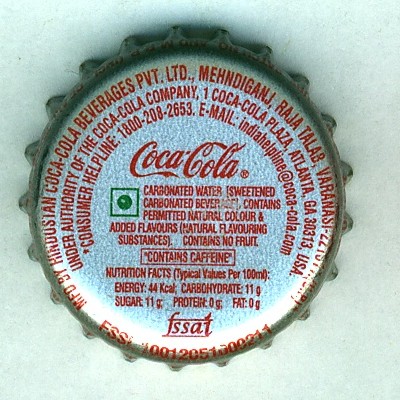 MFD BY HINDUSTAN COCA-COLA BEVERAGES PVT. LTD., MEHNDIGANJ, RAJA TALAB, VARANASI-
UNDER AUTHORITY OF THE COCA-COLA COMPANY, 1 COCA-COLA PLAZA, ATLANTA, GA 30313 USA.
*CONSUMER HELPLINE: 1800-208-2653. E-MAIL: indiahelpline@coca-cola.com
Coca-Cola ®
CARBONATED WATER [SWEETENED
CARBONATED BEVERAGE]. CONTAINS
PERMITTED NATURAL COLOUR &
ADDED FLAVOURS (NATURAL FLAVOURING
SUBSTANCES). CONTAINS NO FRUIT.
"CONTAINS CAFFEINE"
NUTRITION FACTS (Typical Values Per 100ml):
ENERGY: 44 Kcal; CARBOHYDRATE: 11 g
SUGAR: 11 g; PROTEIN: 0 g; FAT: 0 g
fssai